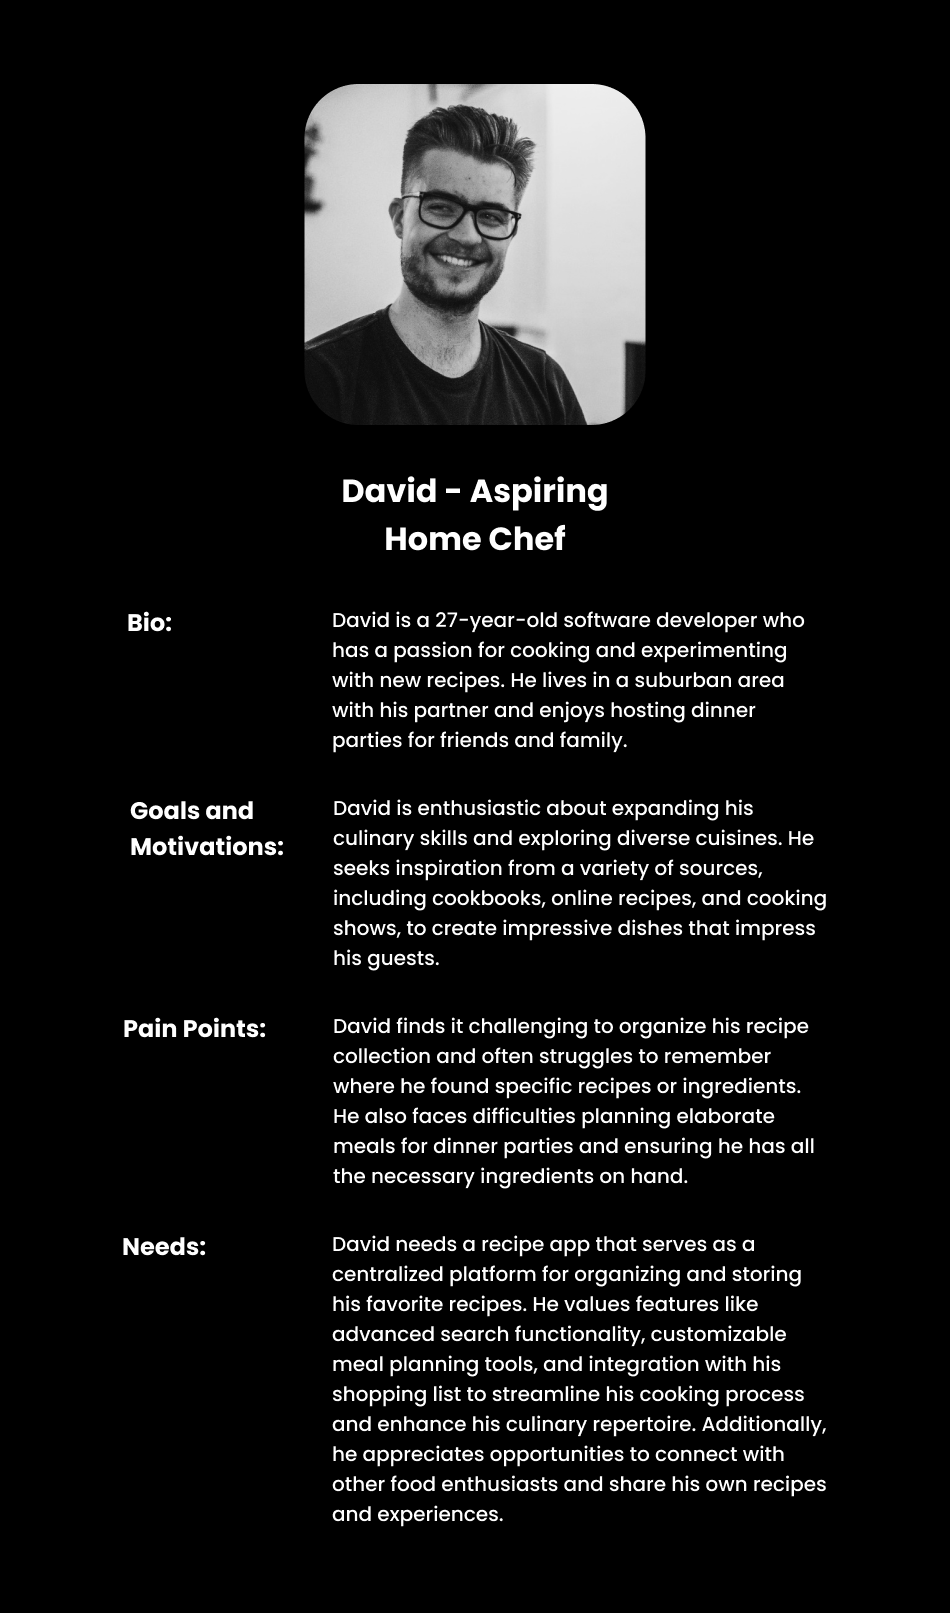 David - Aspiring
Home Chef
Bio:
David is a 27-year-old software developer who
has a passion for cooking and experimenting
with new recipes. He lives in a suburban area
with his partner and enjoys hosting dinner
parties for friends and family.
Goals and
Motivations:
David is enthusiastic about expanding his
culinary skills and exploring diverse cuisines. He
seeks inspiration from a variety of sources,
including cookbooks, online recipes, and cooking
shows, to create impressive dishes that impress
his guests.
Pain Points:
David finds it challenging to organize his recipe
collection and often struggles to remember
where he found specific recipes or ingredients.
He also faces difficulties planning elaborate
meals for dinner parties and ensuring he has all
the necessary ingredients on hand.
Needs:
David needs a recipe app that serves as a
centralized platform for organizing and storing
his favorite recipes. He values features like
advanced search functionality, customizable
meal planning tools, and integration with his
shopping list to streamline his cooking process
and enhance his culinary repertoire. Additionally,
he appreciates opportunities to connect with
other food enthusiasts and share his own recipes
and experiences.